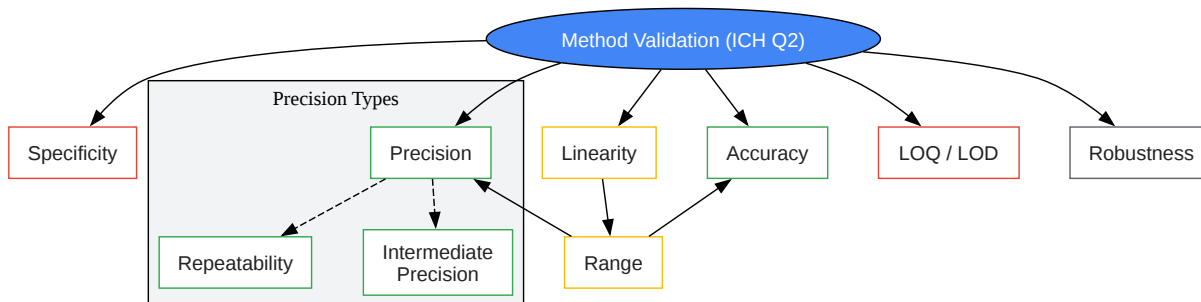 Method Validation (ICH Q2)
Precision Types
Specificity
Precision
Linearity
Accuracy
LOQ / LOD
Robustness
Repeatability
Intermediate
Precision
Range